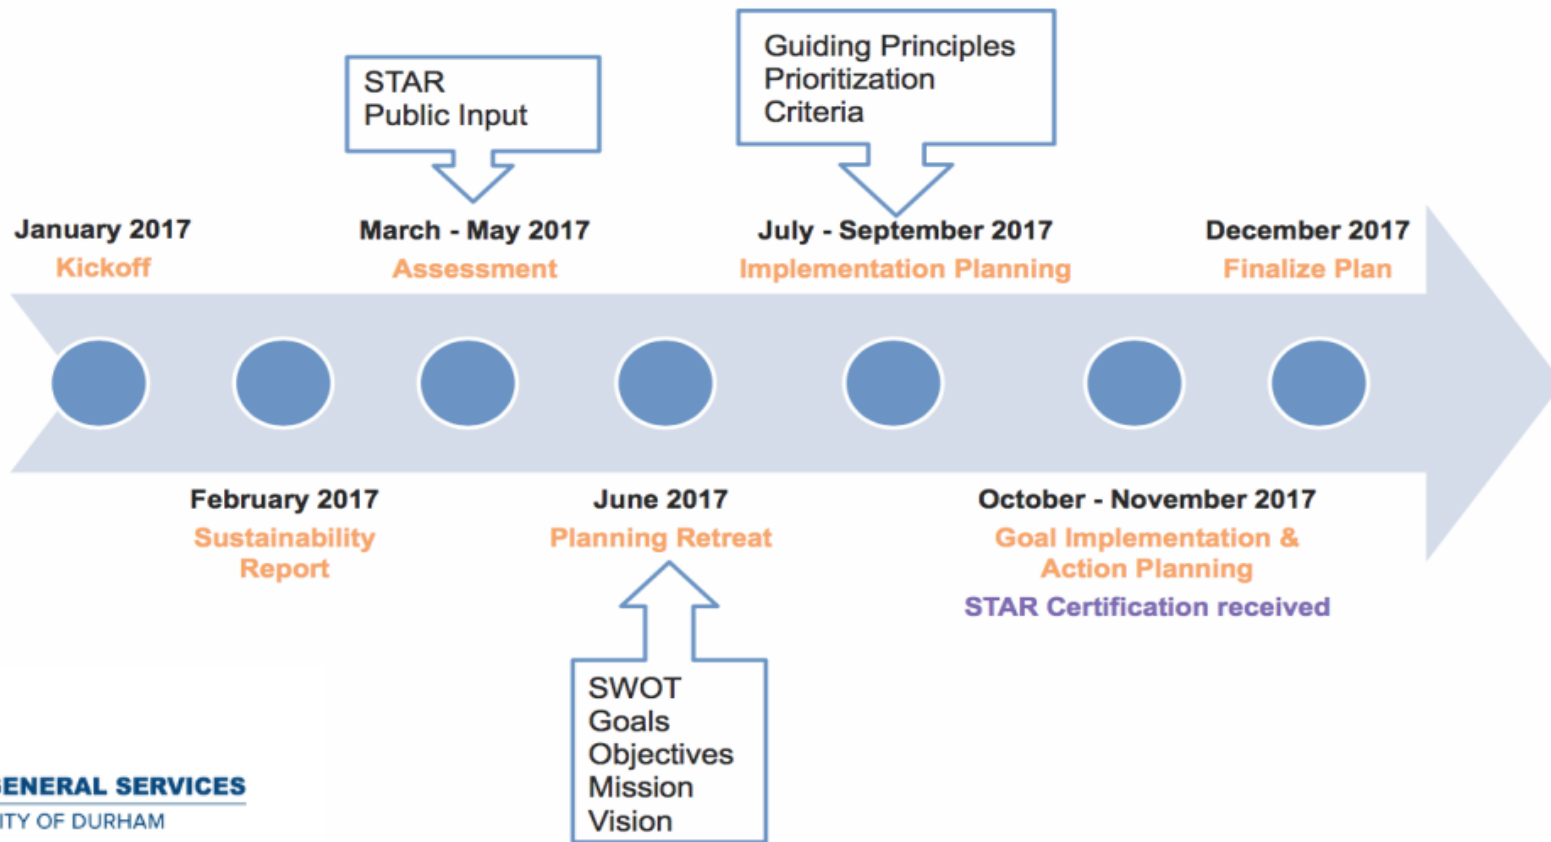 STAR
Public Input
Guiding Principles
Prioritization
Criteria
January 2017
Kickoff
March - May 2017
Assessment
July - September 2017
Implementation Planning
December 2017
Finalize Plan
February 2017
Sustainability
Report
June 2017
Planning Retreat
October - November 2017
Goal Implementation &
Action Planning
STAR Certification received
SWOT
Goals
Objectives
Mission
Vision
GENERAL SERVICES
ITY OF DURHAM